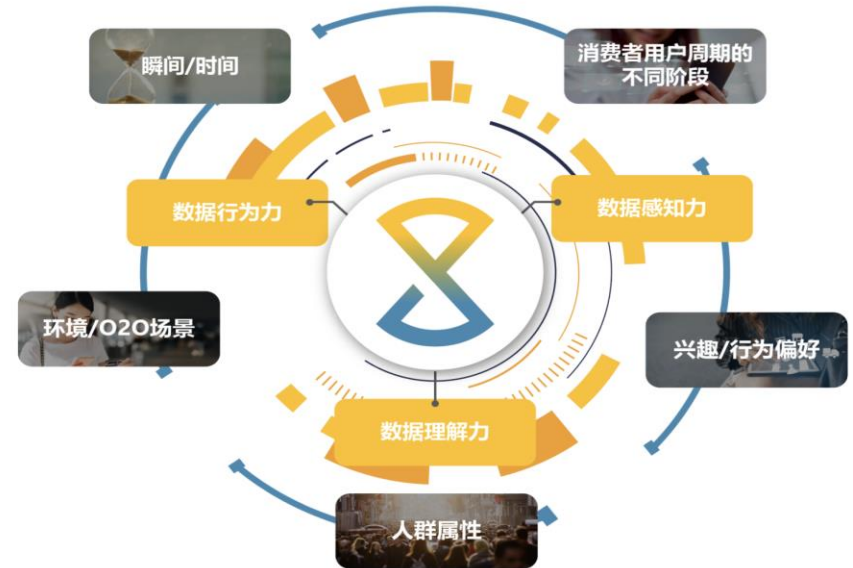 瞬间/时间
消费者用户周期的
不同阶段
数据行为力
数据感知力
环境/O2O场景
兴趣/行为偏好
数据理解力
人群属性